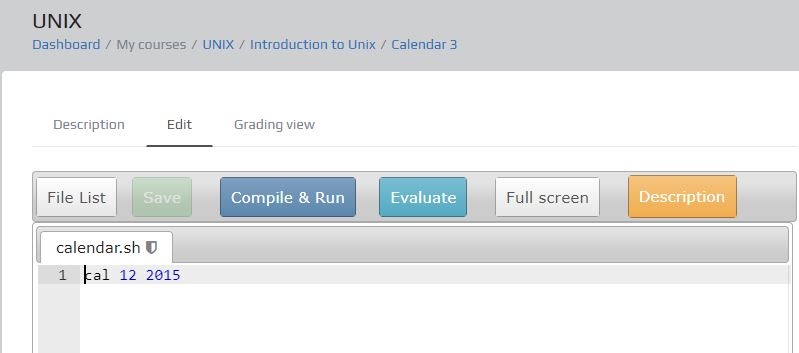 UNIX
Dashboard / My courses / UNIX / Introduction to Unix / Calendar 3
Description Edit Grading view
File List Save Compile & Run Evaluate Full screen Description
calendar.sh
1 cal 12 2015